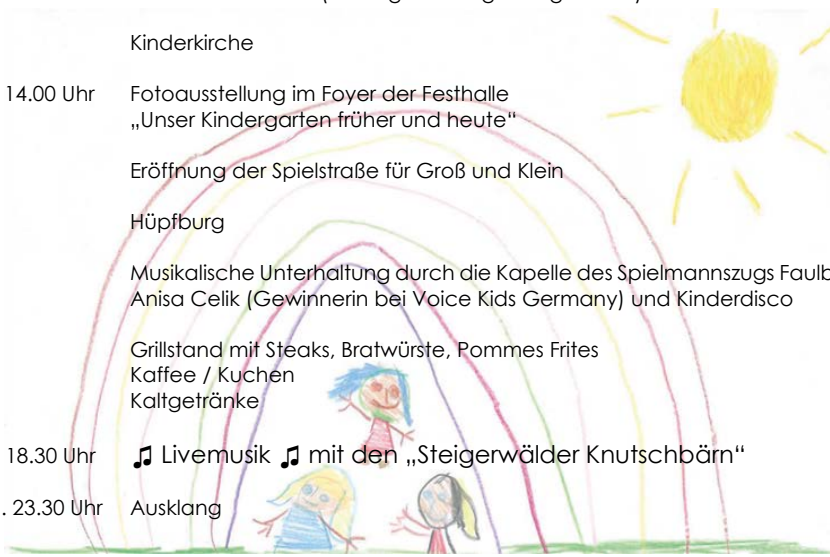 Kinderkirche
14.00 Uhr Fotoausstellung im Foyer der Festhalle
„Unser Kindergarten früher und heute“
Eröffnung der Spielstraße für Groß und Klein
Hüpfburg
Musikalische Unterhaltung durch die Kapelle des Spielmannszugs
Anisa Celik (Gewinnerin bei Voice Kids Germany) und Kinderdisco
Grillstand mit Steaks, Bratwürste, Pommes Frites
Kaffee / Kuchen
Kaltgetränke
18.30 Uhr ♫ Livemusik ♫ mit den „Steigerwälder Knutschbärn“
. 23.30 Uhr Ausklang